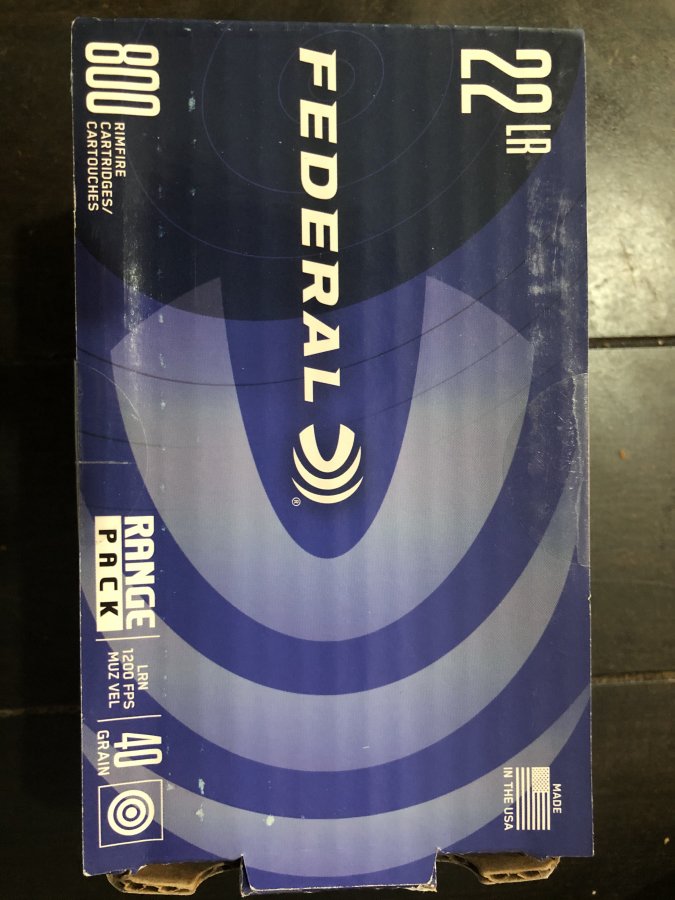 22 LR
FEDERAL
®
800
RIMFIRE
CARTRIDGES/
CARTOUCHES
MADE
IN THE USA
RANGE
PACK
LRN
1200 FPS
MUZ VEL
40
GRAIN